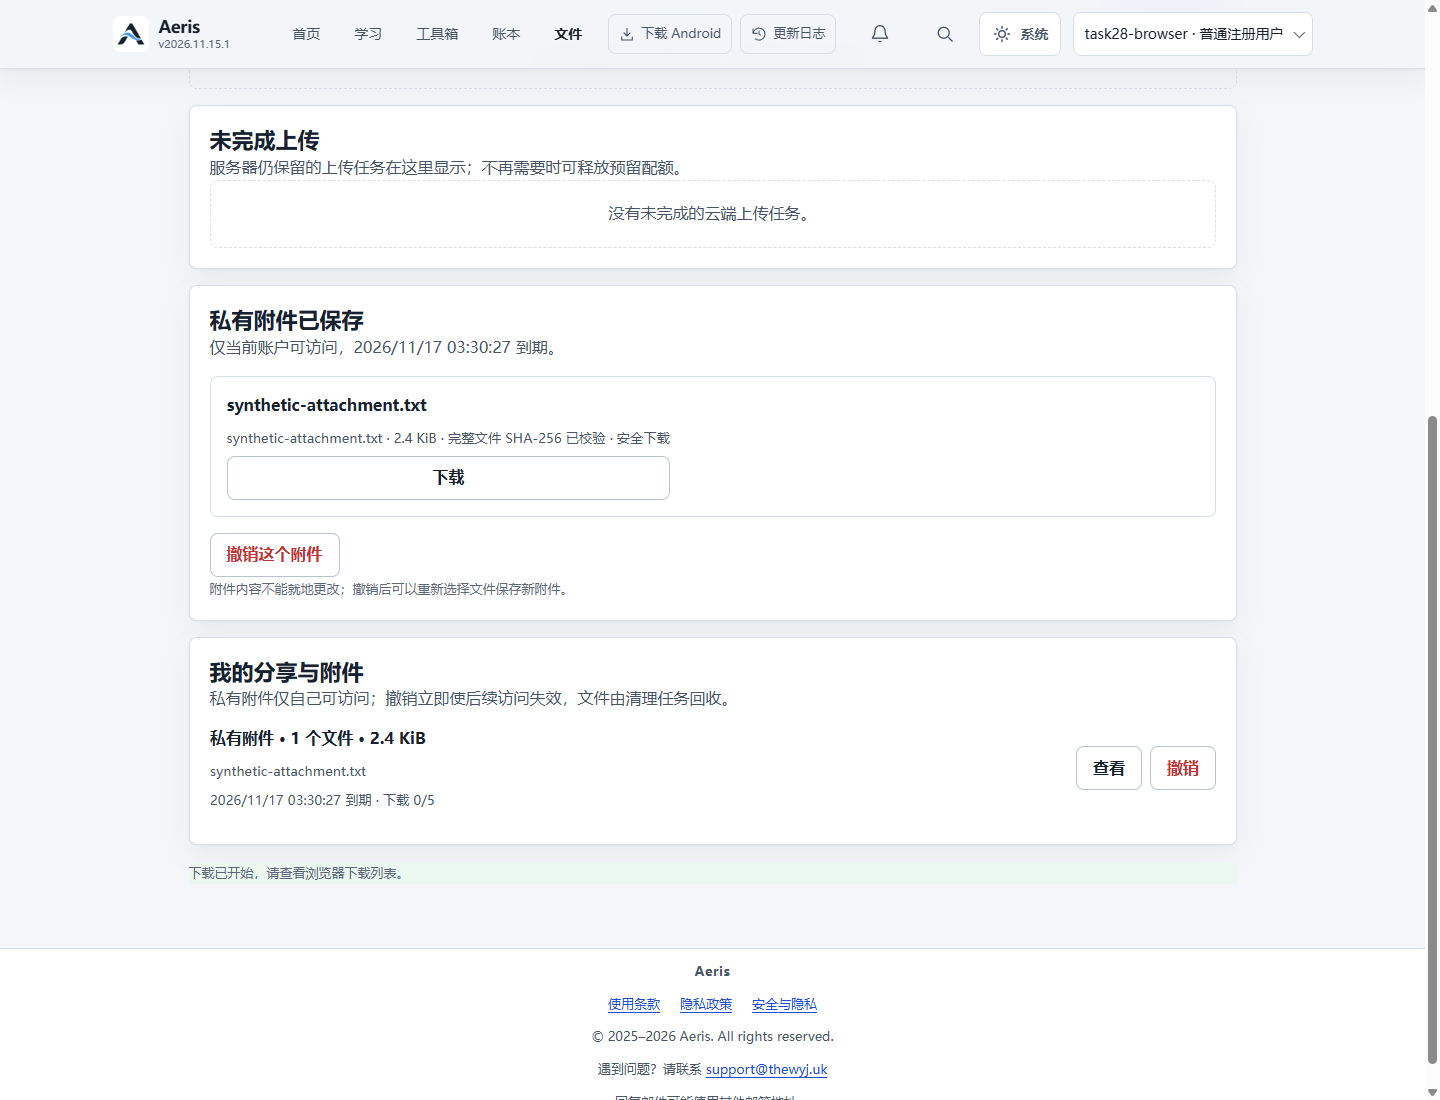 Aeris
v2026.11.15.1
首页
学习
工具箱
账本
文件
下载 Android
更新日志
系统
task28-browser · 普通注册用户
未完成上传
服务器仍保留的上传任务在这里显示；不再需要时可释放预留配额。
没有未完成的云端上传任务。
私有附件已保存
仅当前账户可访问，2026/11/17 03:30:27 到期。
synthetic-attachment.txt
synthetic-attachment.txt · 2.4 KiB · 完整文件 SHA-256 已校验 · 安全下载
下载
撤销这个附件
附件内容不能就地更改；撤销后可以重新选择文件保存新附件。
我的分享与附件
私有附件仅自己可访问；撤销立即使后续访问失效，文件由清理任务回收。
私有附件 • 1 个文件 • 2.4 KiB
synthetic-attachment.txt
2026/11/17 03:30:27 到期 · 下载 0/5
查看
撤销
下载已开始，请查看浏览器下载列表。
Aeris
使用条款
隐私政策
安全与隐私
© 2025–2026 Aeris. All rights reserved.
遇到问题？请联系 support@thewyj.uk